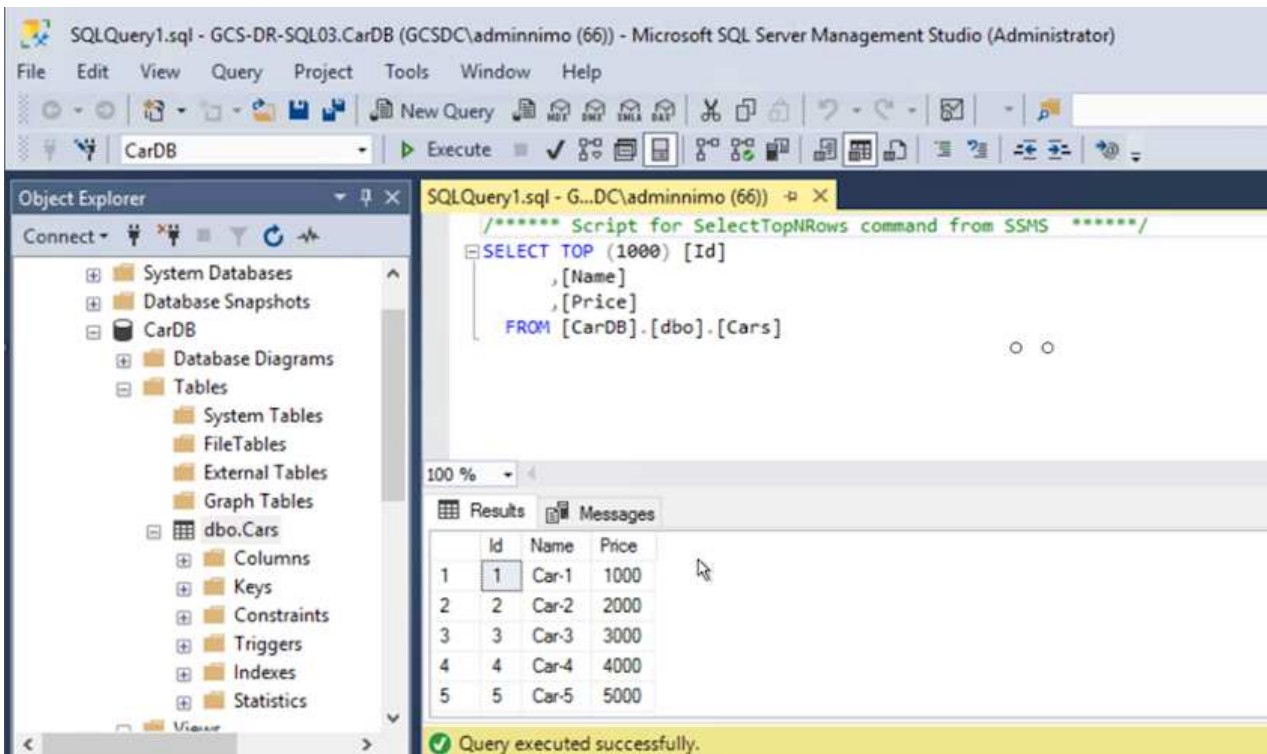 SQLQuery1.sql - GCS-DR-SQL03.CarDB (GCSDC\adminnimo (66)) - Microsoft SQL Server Management Studio (Administrator)
File Edit View Query Project Tools Window Help
New Query MDX DMX XMLA DAX
CarDB Execute
Object Explorer
Connect
System Databases
Database Snapshots
CarDB
Database Diagrams
Tables
System Tables
FileTables
External Tables
Graph Tables
dbo.Cars
Columns
Keys
Constraints
Triggers
Indexes
Statistics
Views
SQLQuery1.sql - G...DC\adminnimo (66))
/****** Script for SelectTopNRows command from SSMS ******/
SELECT TOP (1000) [Id]
,[Name]
,[Price]
FROM [CarDB].[dbo].[Cars]
100 %
Results Messages
Id Name Price
1 1 Car-1 1000
2 2 Car-2 2000
3 3 Car-3 3000
4 4 Car-4 4000
5 5 Car-5 5000
Query executed successfully.